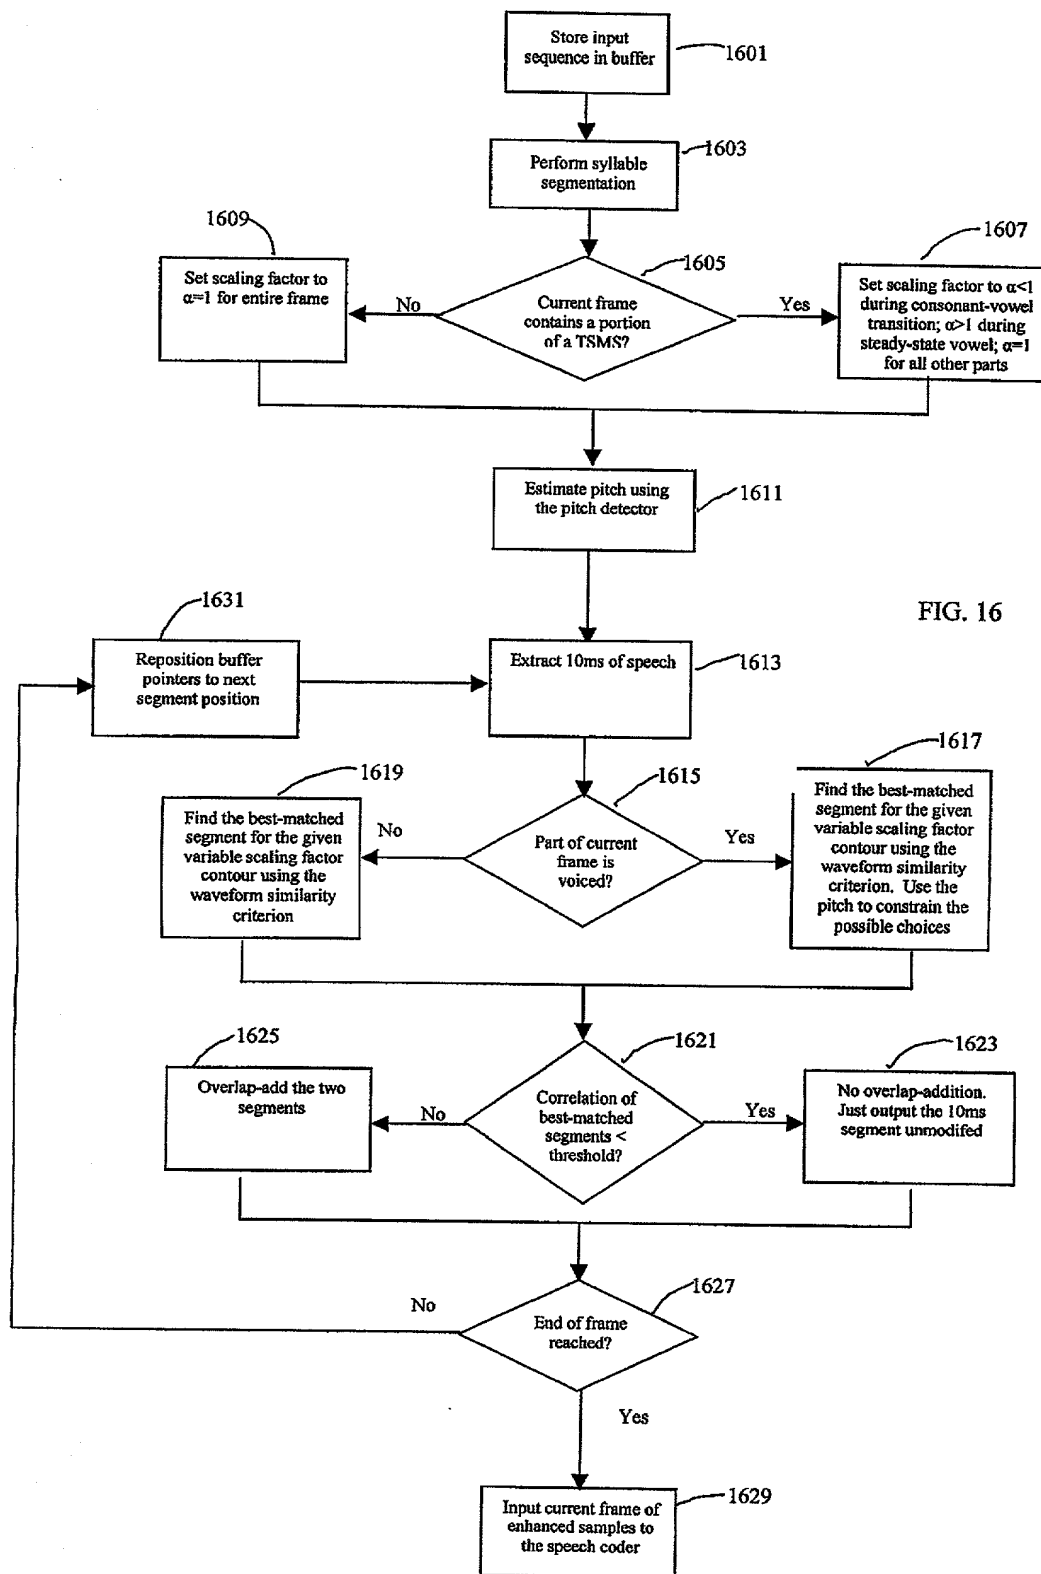 Store input
sequence in buffer
1601
Perform syllable
segmentation
1603
1609
Set scaling factor to
α=1 for entire frame
No
1605
Current frame
contains a portion
of a TSMS?
Yes
1607
Set scaling factor to α<1
during consonant-vowel
transition; α>1 during
steady-state vowel; α=1
for all other parts
Estimate pitch using
the pitch detector
1611
FIG. 16
1631
Reposition buffer
pointers to next
segment position
Extract 10ms of speech
1613
1619
Find the best-matched
segment for the given
variable scaling factor
contour using the
waveform similarity
criterion
No
1615
Part of current
frame is
voiced?
Yes
1617
Find the best-matched
segment for the given
variable scaling factor
contour using the
waveform similarity
criterion. Use the
pitch to constrain the
possible choices
1625
Overlap-add the two
segments
No
1621
Correlation of
best-matched
segments <
threshold?
Yes
1623
No overlap-addition.
Just output the 10ms
segment unmodifed
No
1627
End of frame
reached?
Yes
Input current frame of
enhanced samples to
the speech coder
1629